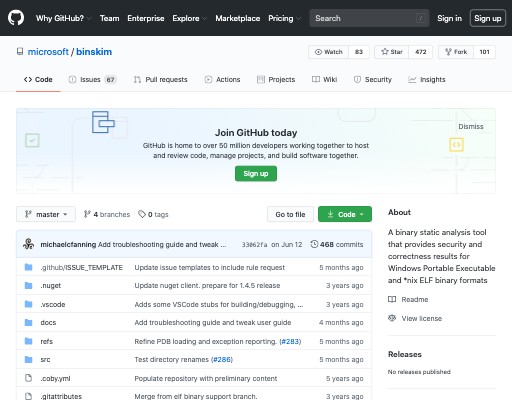 Why GitHub? Team Enterprise Explore Marketplace Pricing Search / Sign in Sign up
microsoft / binskim Watch 83 Star 472 Fork 101
Code Issues 67 Pull requests Actions Projects Wiki Security Insights
Join GitHub today
Dismiss
GitHub is home to over 50 million developers working together to host
and review code, manage projects, and build software together.
Sign up
master 4 branches 0 tags Go to file Code
michaelcfanning Add troubleshooting guide and tweak ... 33062fa on Jun 12 468 commits
.github/ISSUE_TEMPLATE Update issue templates to include rule request 5 months ago
.nuget Update nuget client. prepare for 1.4.5 release 3 years ago
.vscode Adds some VSCode stubs for building/debugging, ... 3 years ago
docs Add troubleshooting guide and tweak user guide 4 months ago
refs Refine PDB loading and exception reporting. (#283) 5 months ago
src Test directory renames (#286) 5 months ago
.coby.yml Populate repository with preliminary content 5 years ago
.gitattributes Merge from elf binary support branch. 3 years ago
About
A binary static analysis tool
that provides security and
correctness results for
Windows Portable Executable
and *nix ELF binary formats
Readme
View license
Releases
No releases published